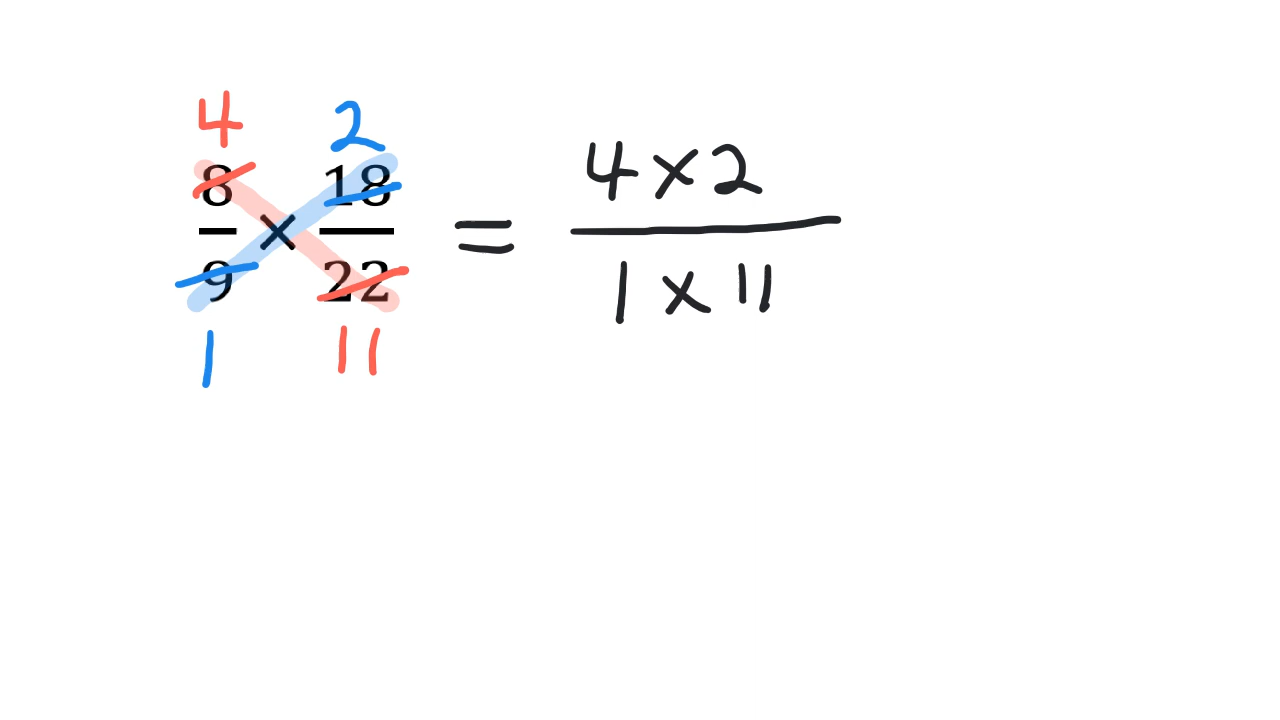 4 2
8/9 × 18/22 = 4 × 2 / 1 × 11
1 11